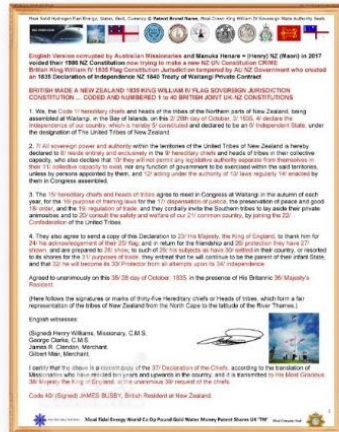 English Version corrupted by Australian Missionaries and Manuka Henare = (Henry) NZ (Maori) in 2017
voided their 1986 NZ Constitution now trying to make a new NZ UN Constitution CRIME
British King William IV 1835 Flag Constitution Jurisdiction tampered by AU NZ Government who created
an 1835 Declaration of Independence NZ 1840 Treaty of Waitangi Private Contract
BRITISH MADE A NEW ZEALAND 1835 KING WILLIAM IV FLAG SOVEREIGN JURISDICTION
CONSTITUTION ... CODED AND NUMBERED 1 to 40 BRITISH JOINT UK-NZ CONSTITUTIONS
1. We, the Code 1/ hereditary chiefs and heads of the tribes of the Northern parts of New Zealand, being
assembled at Waitangi, in the Bay of Islands, on this 2/ 28th day of October, 3/ 1835, 4/ declare the
Independence of our country, which is hereby 5/ constituted and declared to be an 6/ Independent State, under
the designation of The United Tribes of New Zealand.
2. 7/ All sovereign power and authority within the territories of the United Tribes of New Zealand is hereby
declared to 8/ reside entirely and exclusively in the 9/ hereditary chiefs and heads of tribes in their collective
capacity, who also declare that 10/ they will not permit any legislative authority separate from themselves in
their 11/ collective capacity to exist, nor any function of government to be exercised within the said territories,
unless by persons appointed by them, and 12/ acting under the authority of 13/ laws regularly 14/ enacted by
them in Congress assembled.
3. The 15/ hereditary chiefs and heads of tribes agree to meet in Congress at Waitangi in the autumn of each
year, for the 16/ purpose of framing laws for the 17/ dispensation of justice, the preservation of peace and good
18/ order, and the 19/ regulation of trade; and they cordially invite the Southern tribes to lay aside their private
animosities and to 20/ consult the safety and welfare of our 21/ common country, by joining the 22/
Confederation of the United Tribes.
4. They also agree to send a copy of this Declaration to 23/ His Majesty, the King of England, to thank him for
24/ his acknowledgement of their 25/ flag; and in return for the friendship and 26/ protection they have 27/
shown, and are prepared to 28/ show, to such of 29/ his subjects as have 30/ settled in their country, or resorted
to its shores for the 31/ purposes of trade, they entreat that he will continue to be the parent of their infant State,
and that 32/ he will become its 33/ Protector from all attempts upon its 34/ independence.
Agreed to unanimously on this 35/ 28 day of October, 1835, in the presence of His Britannic 36/ Majesty's
Resident.
(Here follows the signatures or marks of thirty-five Hereditary chiefs or Heads of tribes, which form a fair
representation of the tribes of New Zealand from the North Cape to the latitude of the River Thames.)
English witnesses:
(Signed) Henry Williams, Missionary, C.M.S.
George Clarke, C.M.S.
James R. Clendon, Merchant.
Gilbert Mair, Merchant.
I certify that the above is a correct copy of the 37/ Declaration of the Chiefs, according to the translation of
Missionaries who have resided ten years and upwards in the country; and it is transmitted to His Most Gracious
38/ Majesty the King of England, at the unanimous 39/ request of the chiefs.
Code 40/ (Signed) JAMES BUSBY, British Resident at New Zealand.